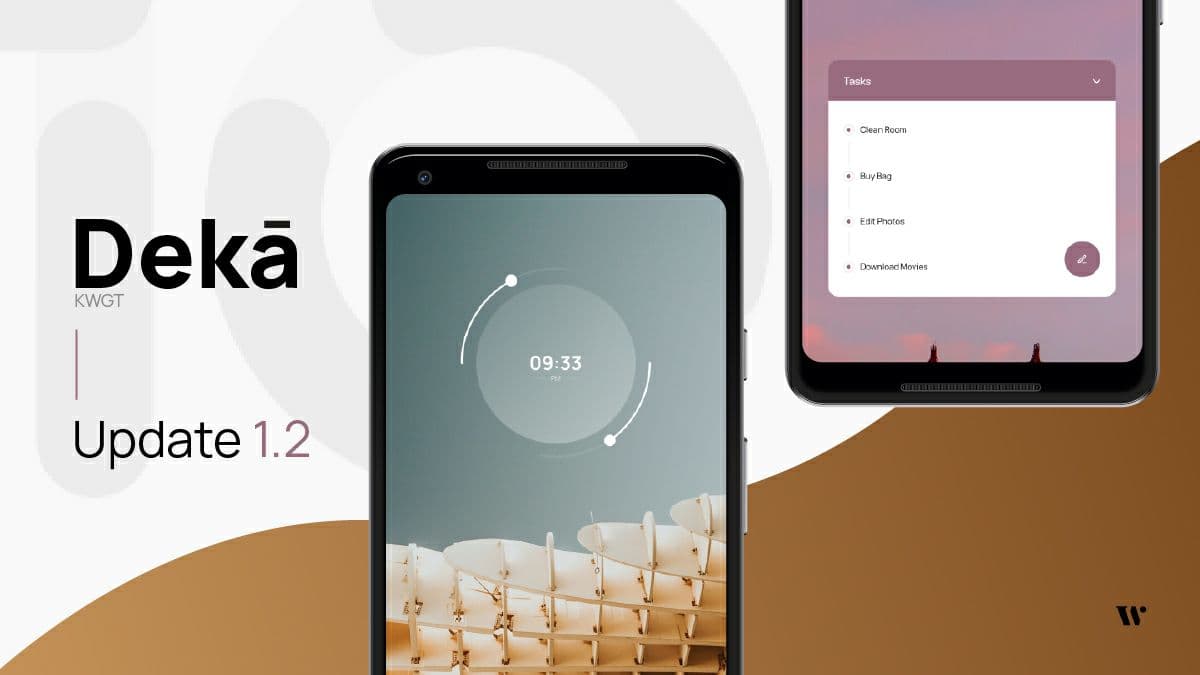 Dekā
KWGT
Update 1.2
09:33
PM
Tasks
Clean Room
Buy Bag
Edit Photos
Download Movies